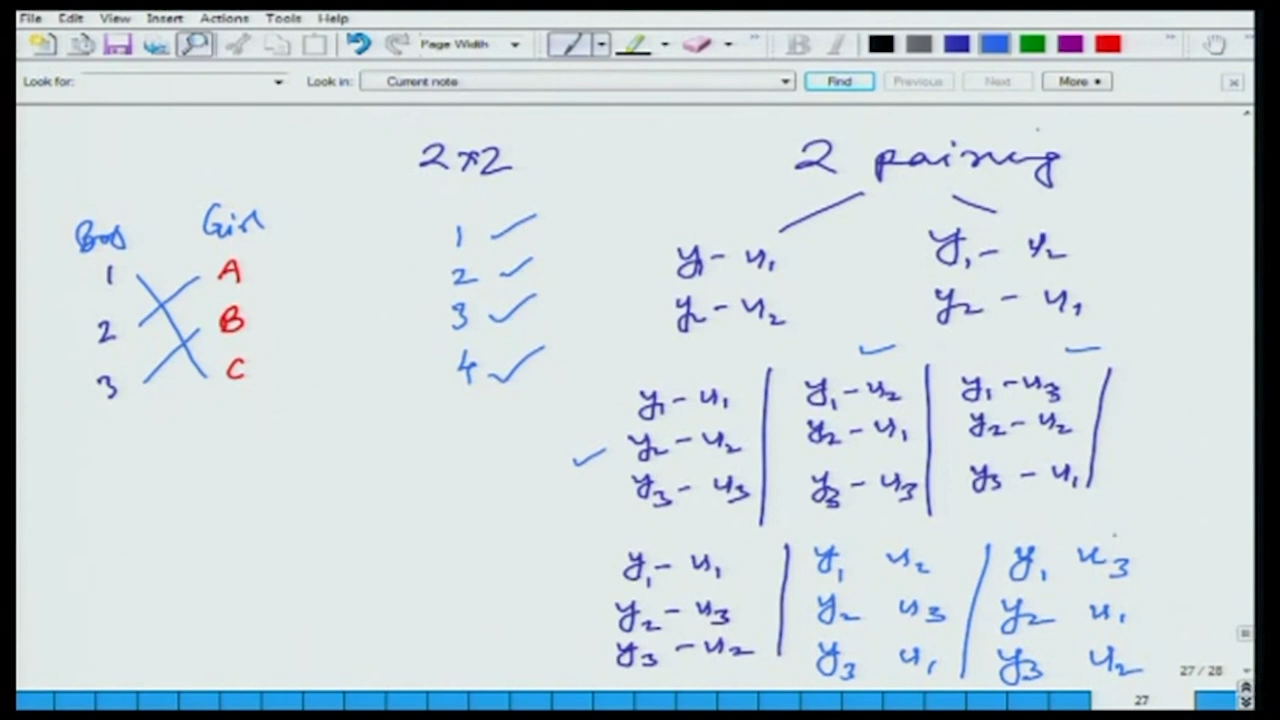 File Edit View Insert Actions Tools Help
Page Width
Look for: Look in: Current note Find Previous Next More
2x2 2 pairing
Boy Girl
1 A
2 B
3 C
1
2
3
4
y1 - u1 y1 - u2
y2 - u2 y2 - u1
y1 - u1 | y1 - u2 | y1 - u3
y2 - u2 | y2 - u1 | y2 - u2
y3 - u3 | y3 - u3 | y3 - u1
y1 - u1 | y1 u2 | y1 u3
y2 - u3 | y2 u3 | y2 u1
y3 - u2 | y3 u1 | y3 u2
27 / 28
27